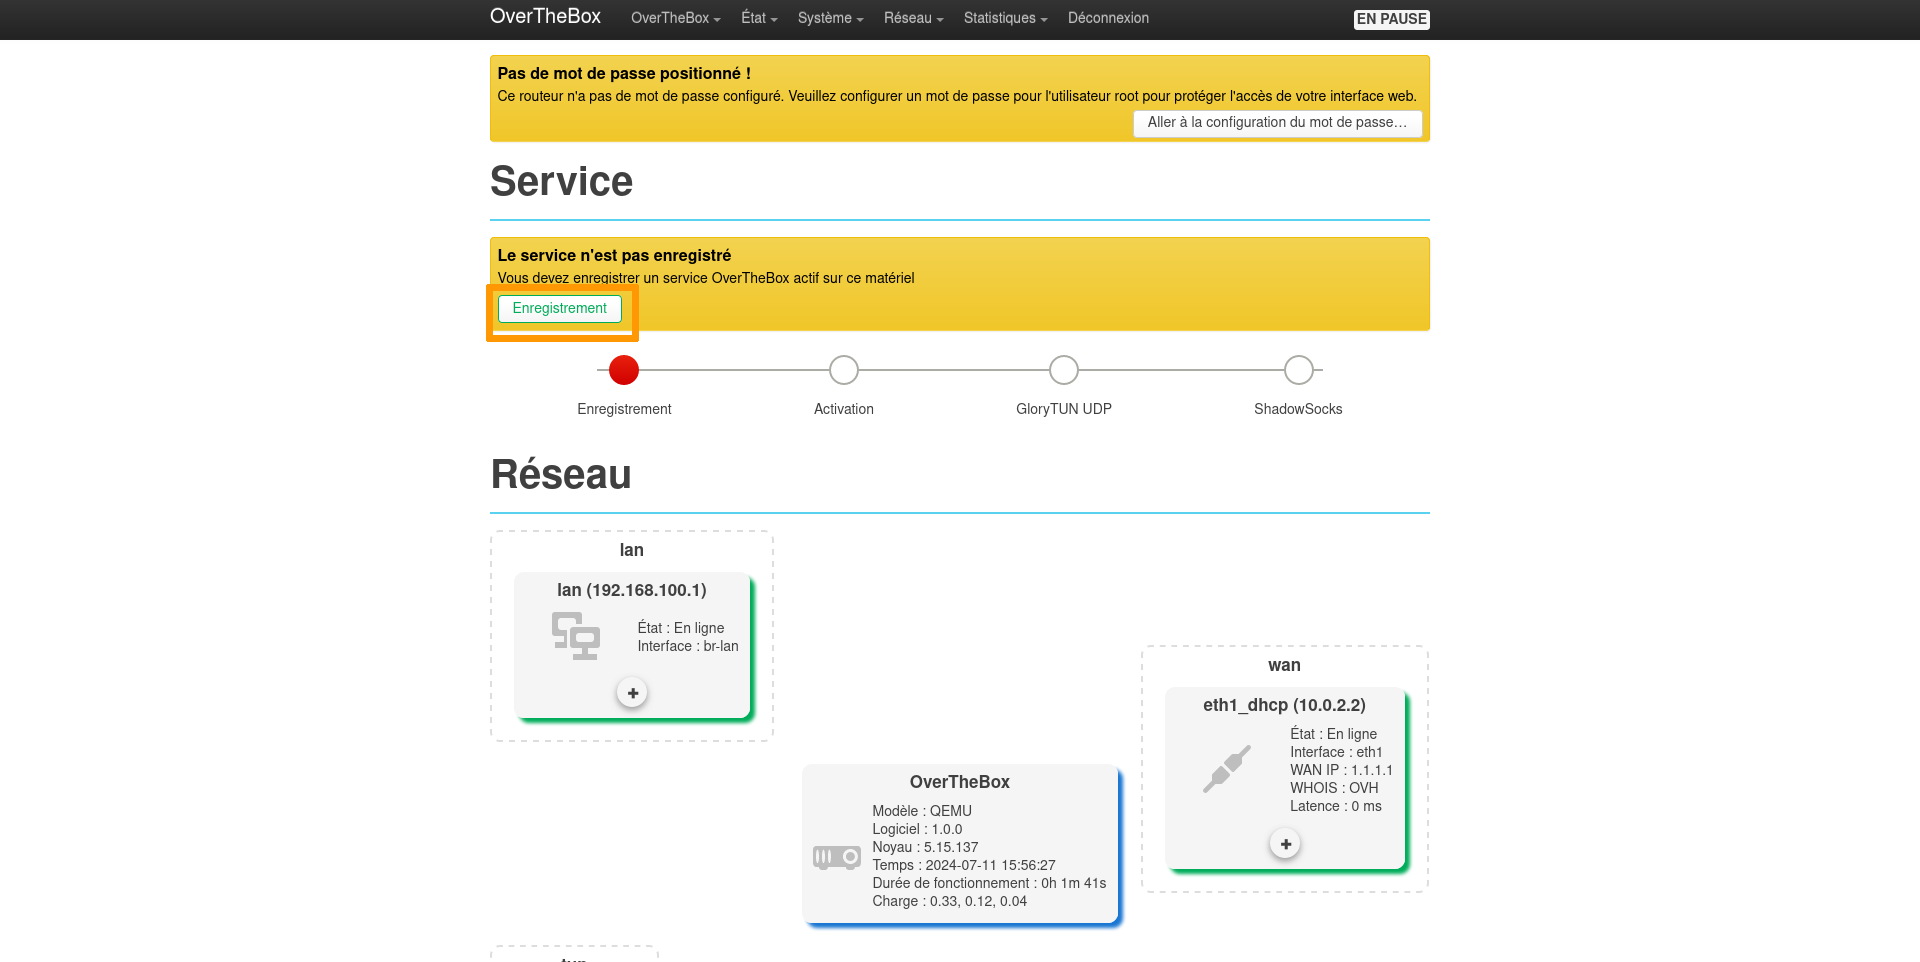 OverTheBox OverTheBox État Système Réseau Statistiques Déconnexion EN PAUSE
Pas de mot de passe positionné !
Ce routeur n'a pas de mot de passe configuré. Veuillez configurer un mot de passe pour l'utilisateur root pour protéger l'accès de votre interface web.
Aller à la configuration du mot de passe...
Service
Le service n'est pas enregistré
Vous devez enregistrer un service OverTheBox actif sur ce matériel
Enregistrement
Enregistrement Activation GloryTUN UDP ShadowSocks
Réseau
lan
lan (192.168.100.1)
État : En ligne
Interface : br-lan
wan
eth1_dhcp (10.0.2.2)
État : En ligne
Interface : eth1
WAN IP : 1.1.1.1
WHOIS : OVH
Latence : 0 ms
OverTheBox
Modèle : QEMU
Logiciel : 1.0.0
Noyau : 5.15.137
Temps : 2024-07-11 15:56:27
Durée de fonctionnement : 0h 1m 41s
Charge : 0.33, 0.12, 0.04